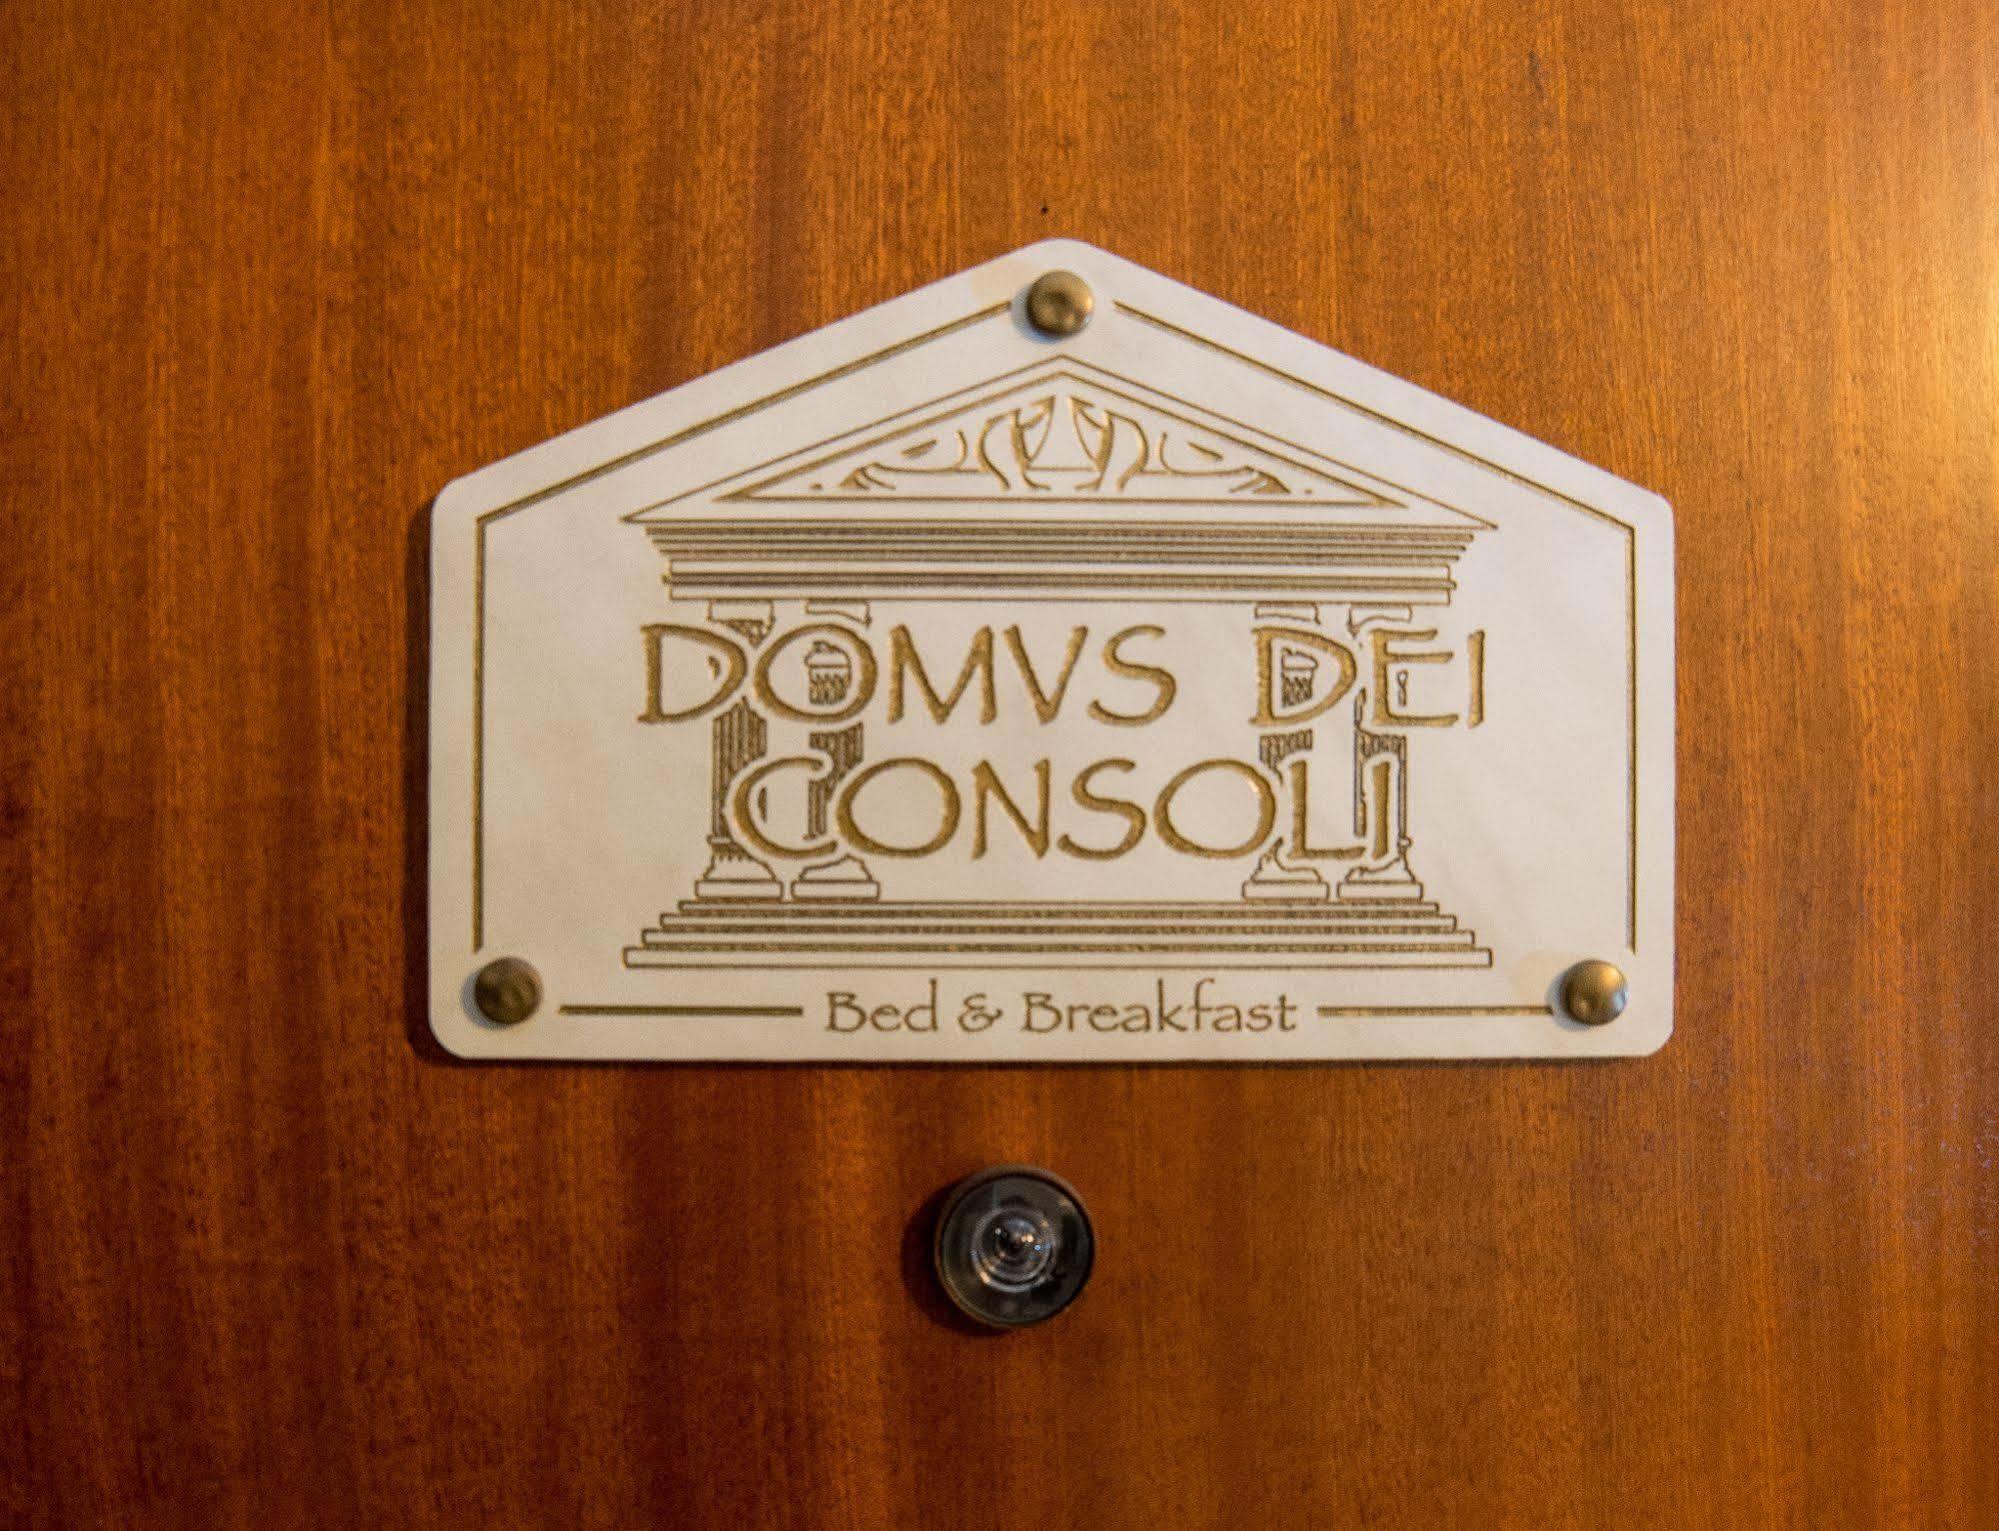 DOMVS DEI
CONSOLI
Bed & Breakfast